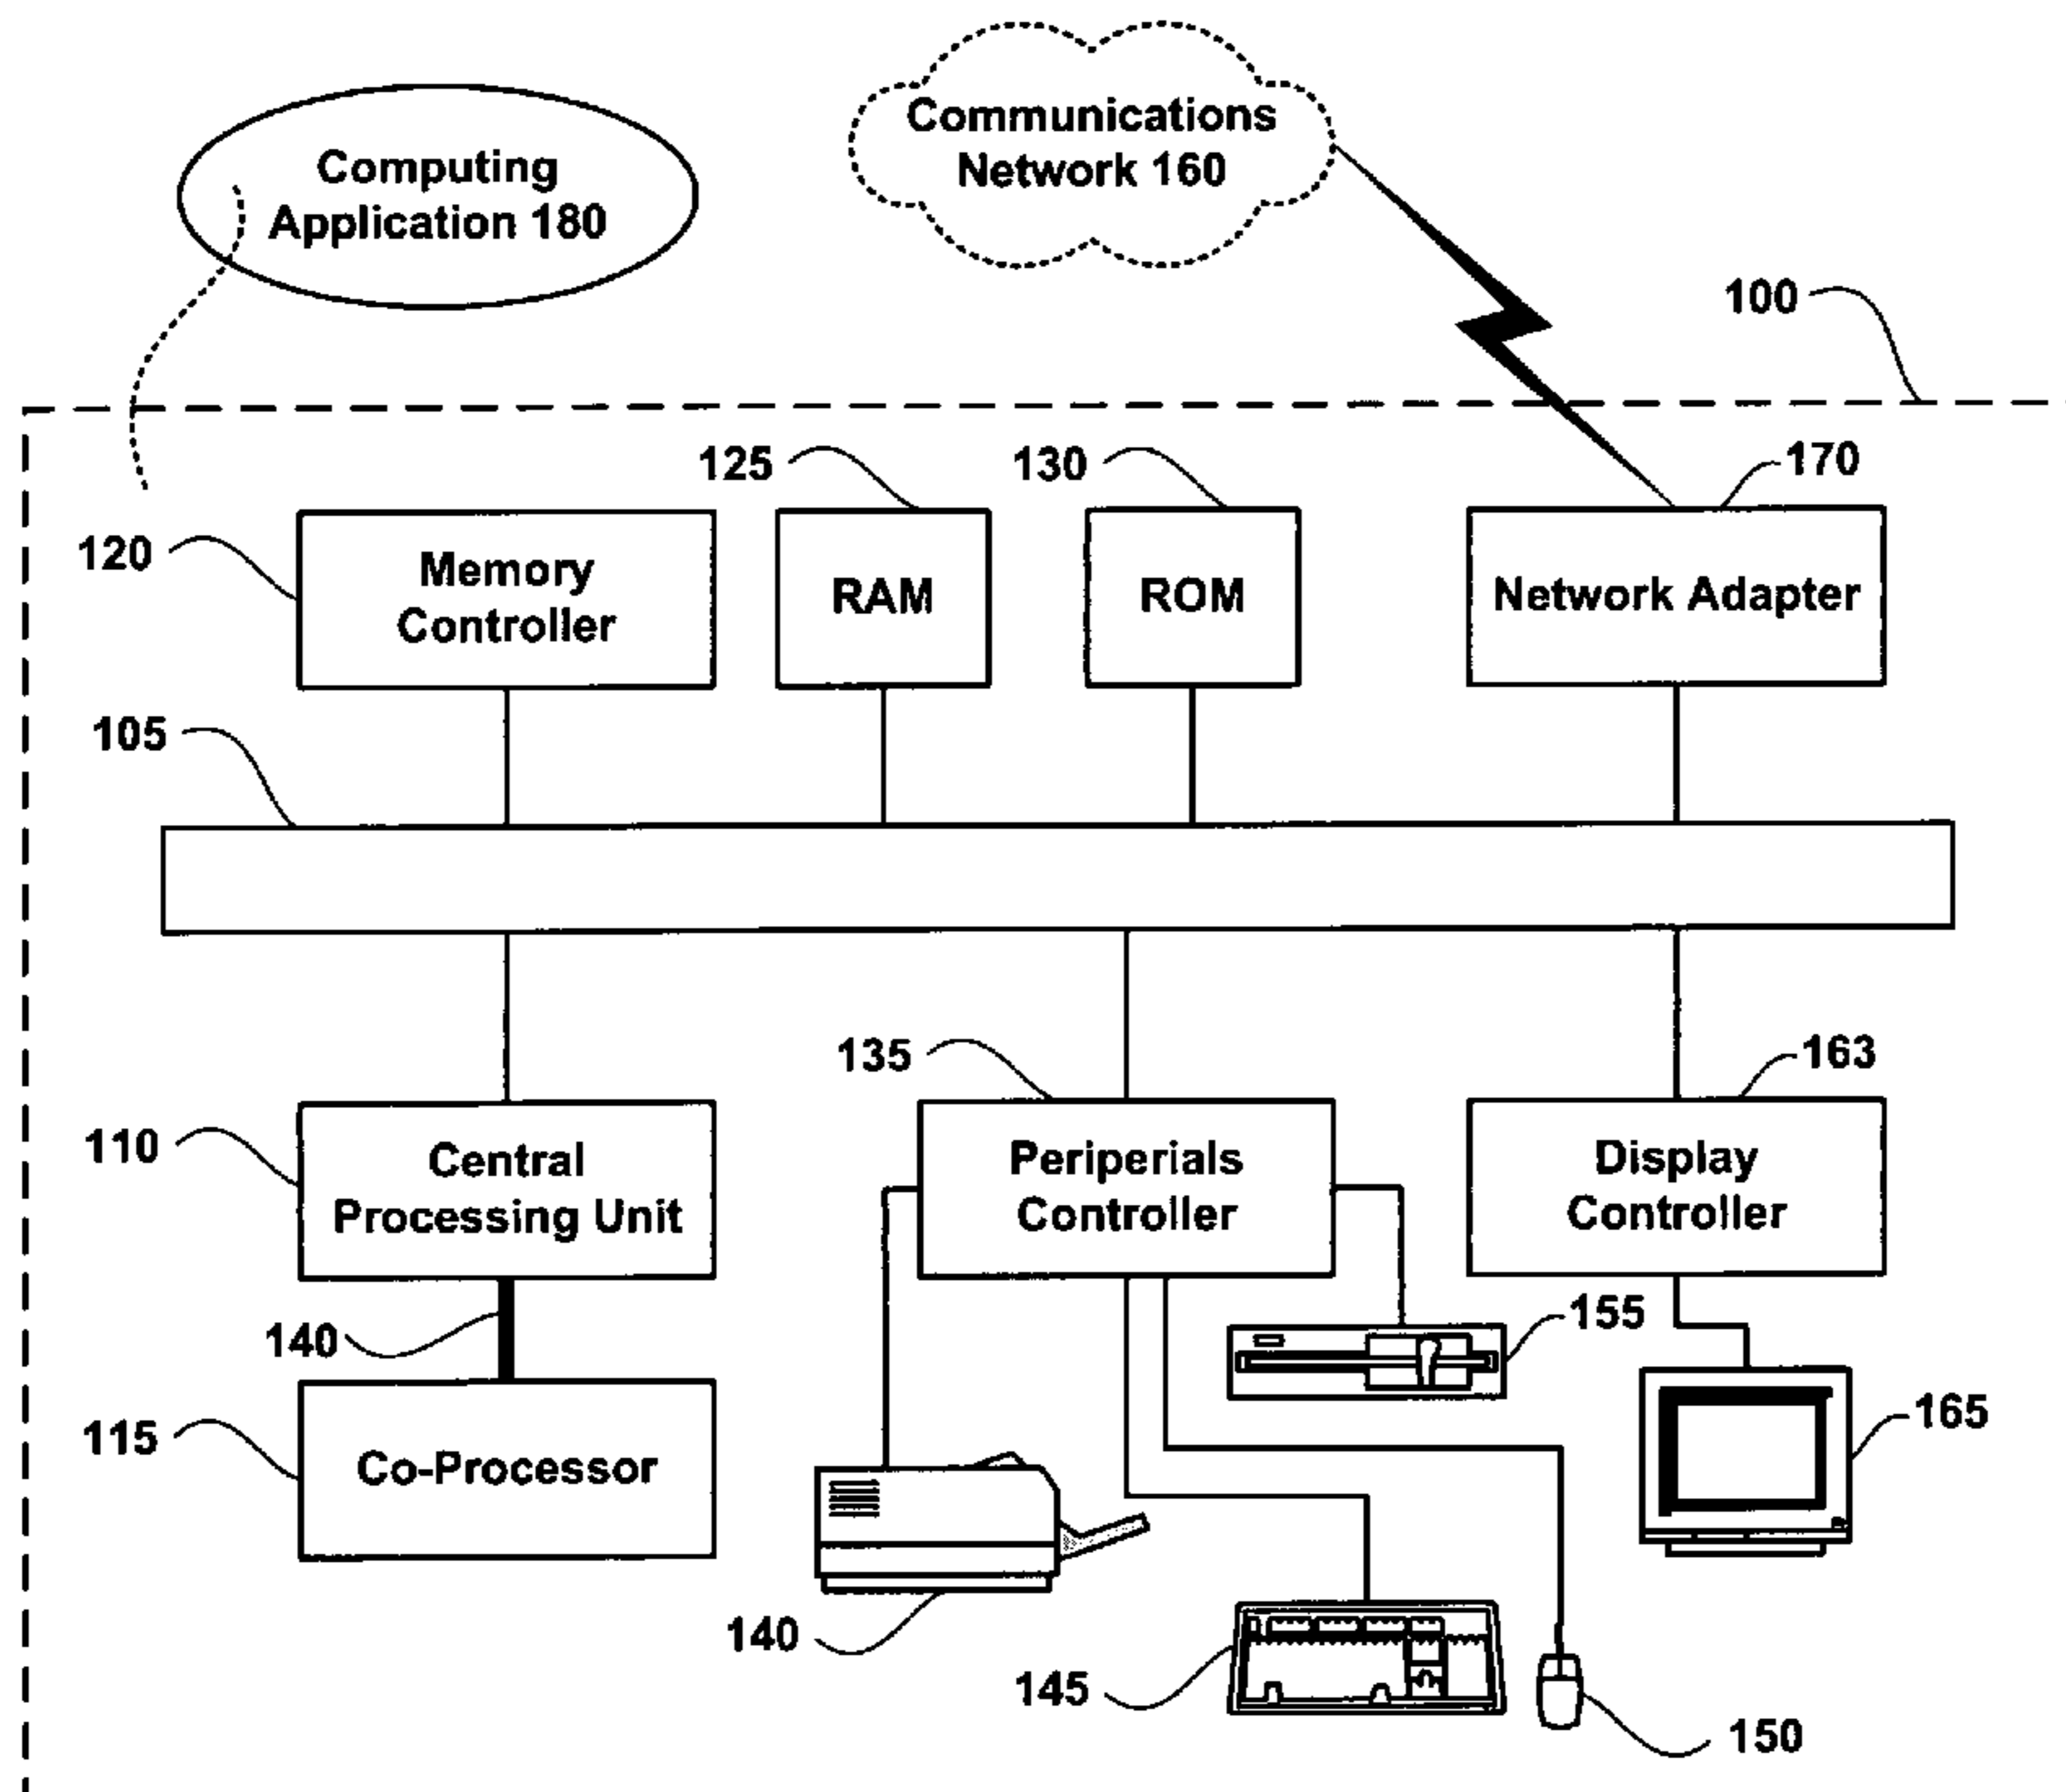 Communications
Network 160
Computing
Application 180
100
125
130
170
120
Memory
Controller
RAM
ROM
Network Adapter
105
135
163
110
Central
Processing Unit
Periperials
Controller
Display
Controller
140
155
115
Co-Processor
165
140
145
150